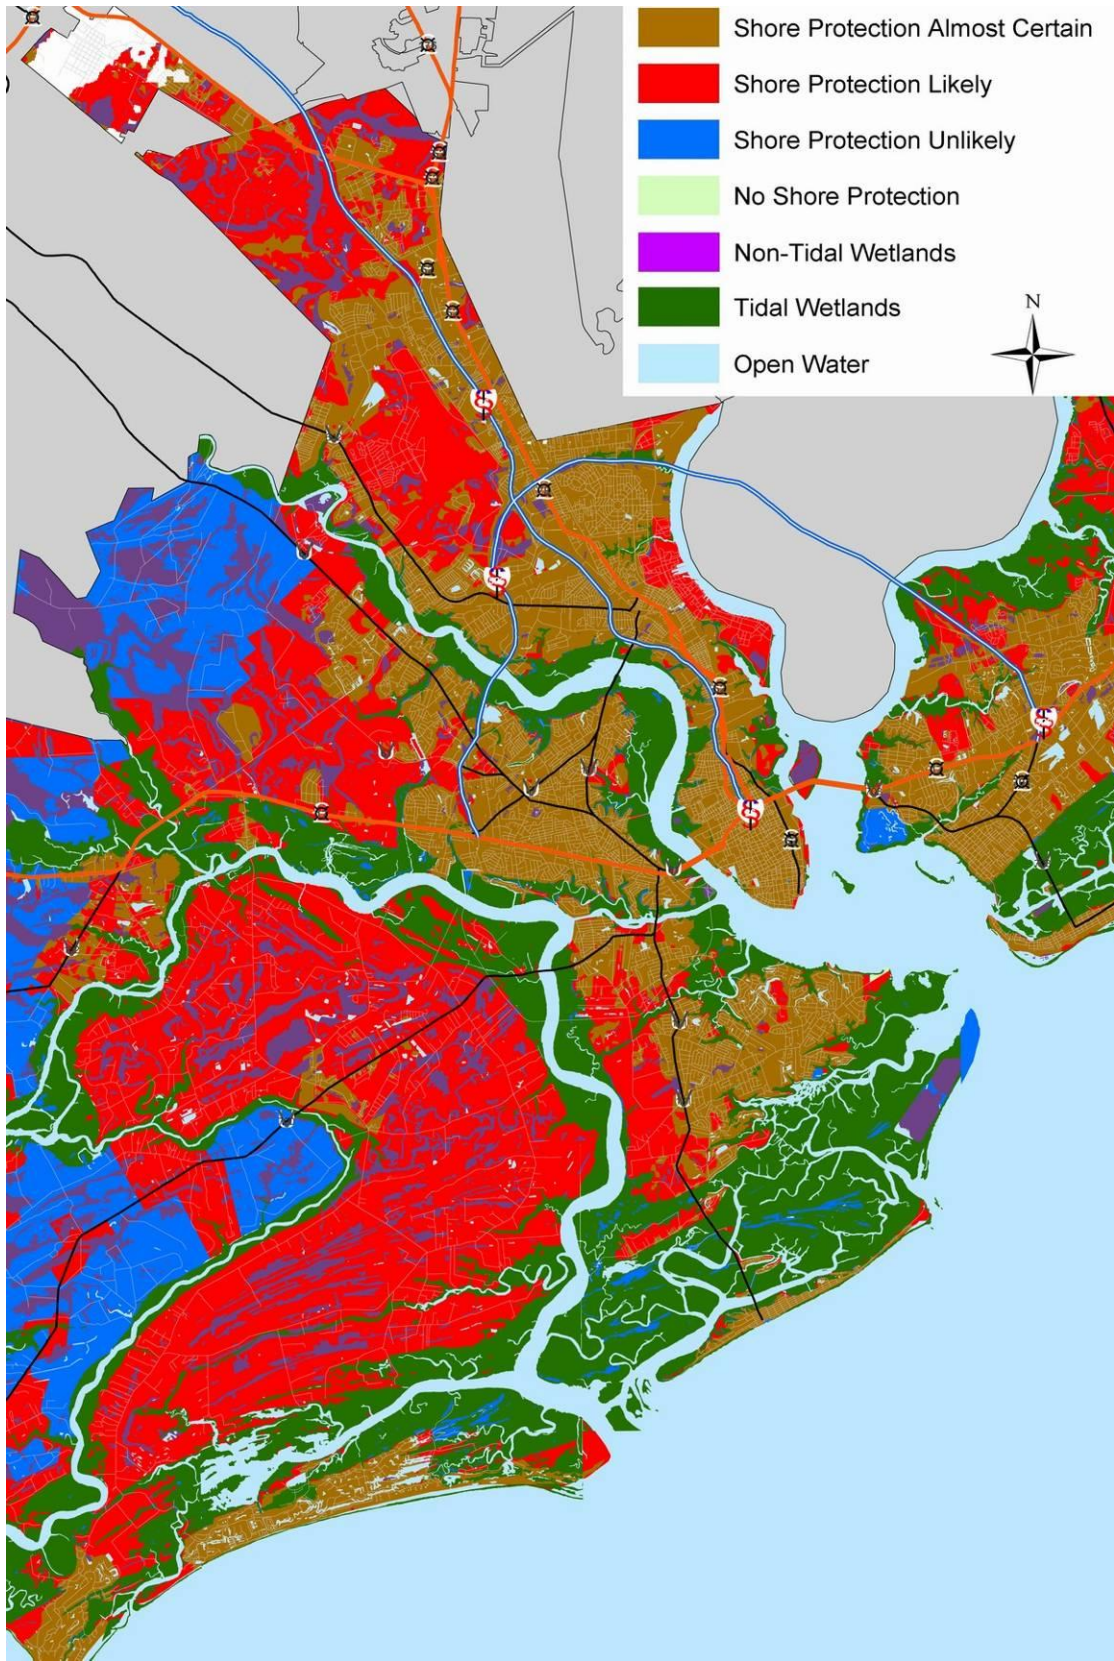 Shore Protection Almost Certain
Shore Protection Likely
Shore Protection Unlikely
No Shore Protection
Non-Tidal Wetlands
N
Tidal Wetlands
Open Water